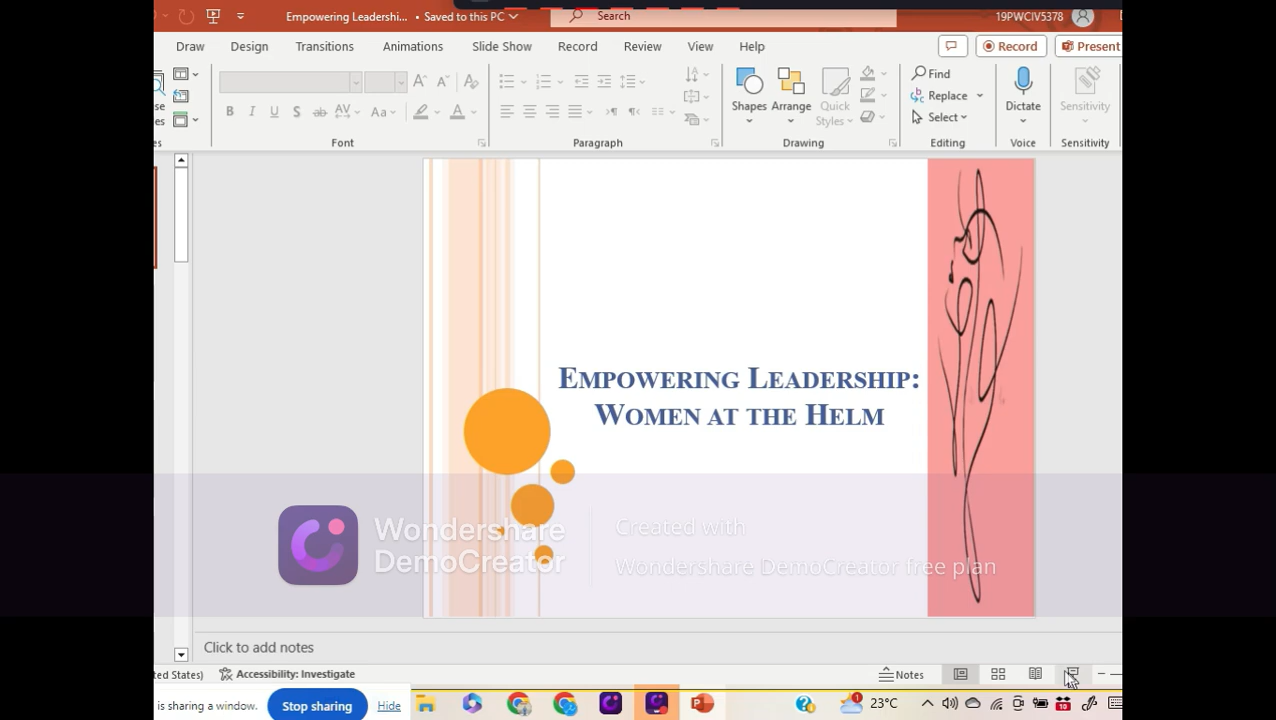 Empowering Leadershi... • Saved to this PC
Search
19PWCIV5378
Draw Design Transitions Animations Slide Show Record Review View Help
Record
Present
Find
Replace
Select
Shapes Arrange Quick Styles
Dictate
Sensitivity
Aa
Font Paragraph Drawing Editing Voice Sensitivity
EMPOWERING LEADERSHIP:
WOMEN AT THE HELM
Wondershare
DemoCreator
Created with
Wondershare DemoCreator free plan
Click to add notes
ted States) Accessibility: Investigate
Notes
is sharing a window. Stop sharing Hide
23°C